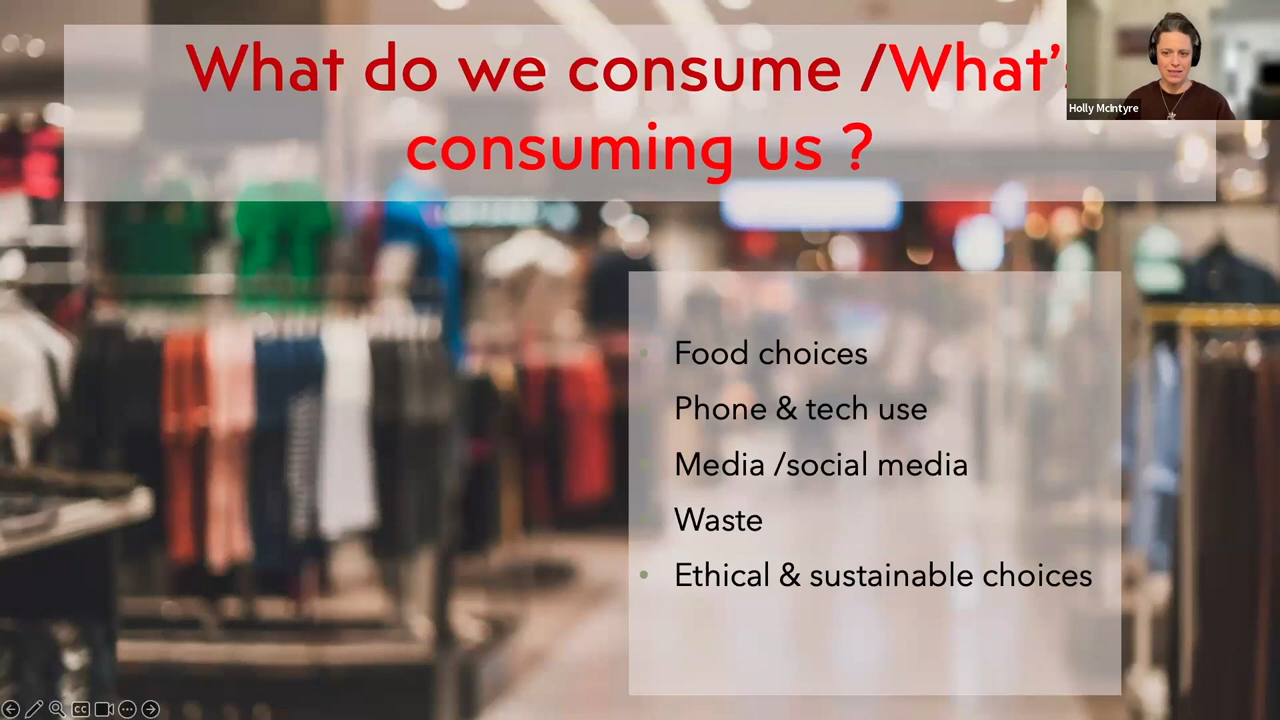 What do we consume /What's
consuming us ?
Holly McIntyre
Food choices
Phone & tech use
Media /social media
Waste
Ethical & sustainable choices
CC